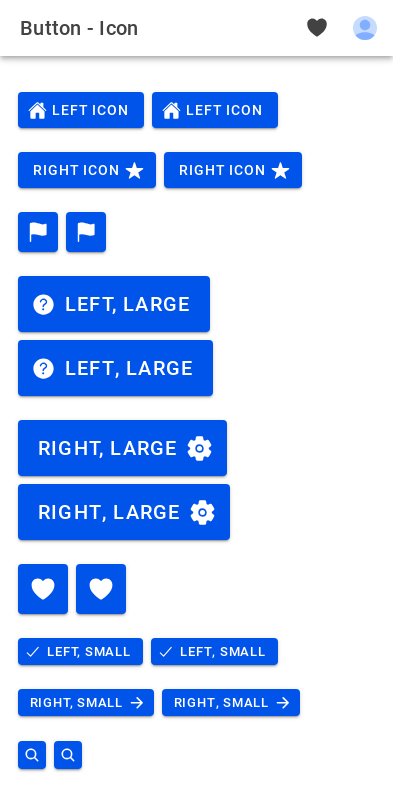 Button - Icon
LEFT ICON LEFT ICON
RIGHT ICON RIGHT ICON
LEFT, LARGE
LEFT, LARGE
RIGHT, LARGE
RIGHT, LARGE
LEFT, SMALL LEFT, SMALL
RIGHT, SMALL RIGHT, SMALL